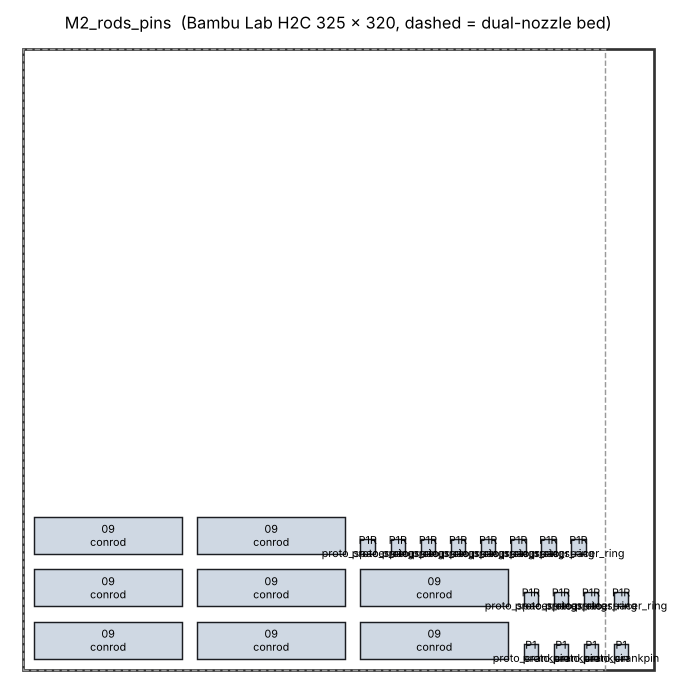 M2_rods_pins (Bambu Lab H2C 325 × 320, dashed = dual-nozzle bed)
09
conrod
09
conrod
P1R P1R P1R P1R P1R P1R P1R P1R
09
conrod
09
conrod
09
conrod
P1R P1R P1R P1R
09
conrod
09
conrod
09
conrod
P1 P1 P1 P1